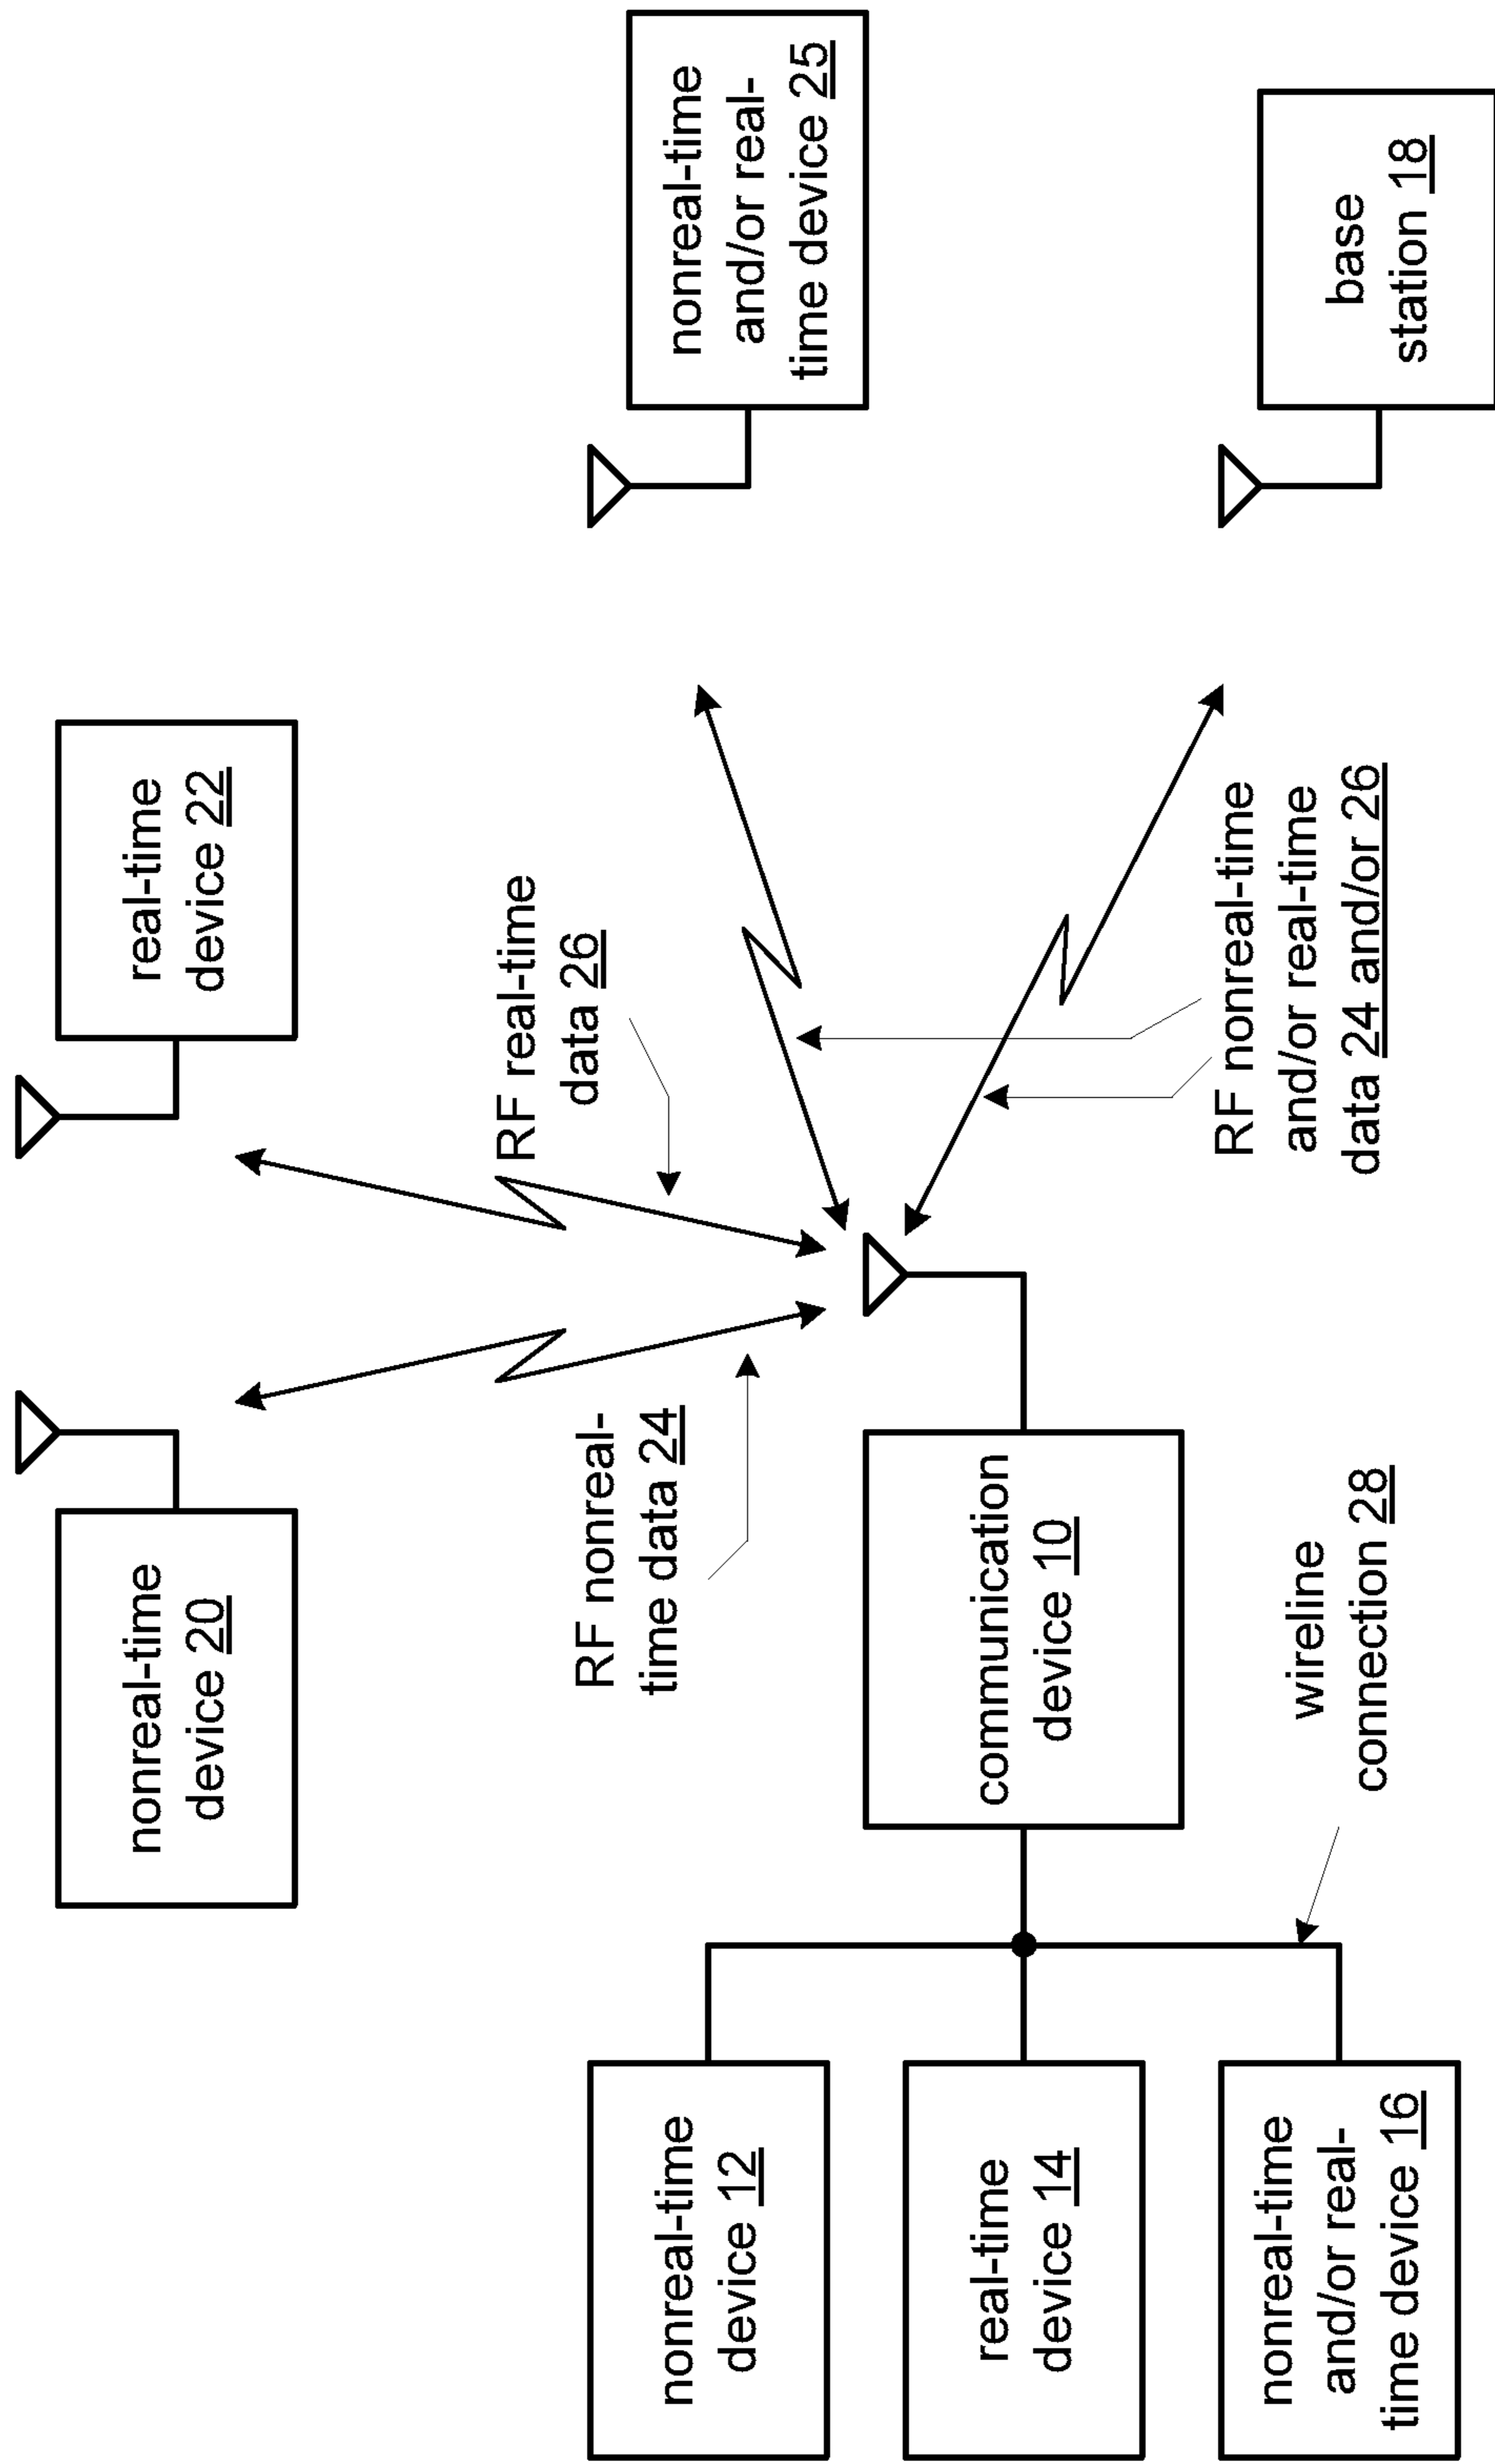 nonreal-time
device 20
real-time
device 22
RF nonreal-
time data 24
RF real-time
data 26
nonreal-time
and/or real-
time device 25
nonreal-time
device 12
real-time
device 14
nonreal-time
and/or real-
time device 16
communication
device 10
wireline
connection 28
RF nonreal-time
and/or real-time
data 24 and/or 26
base
station 18